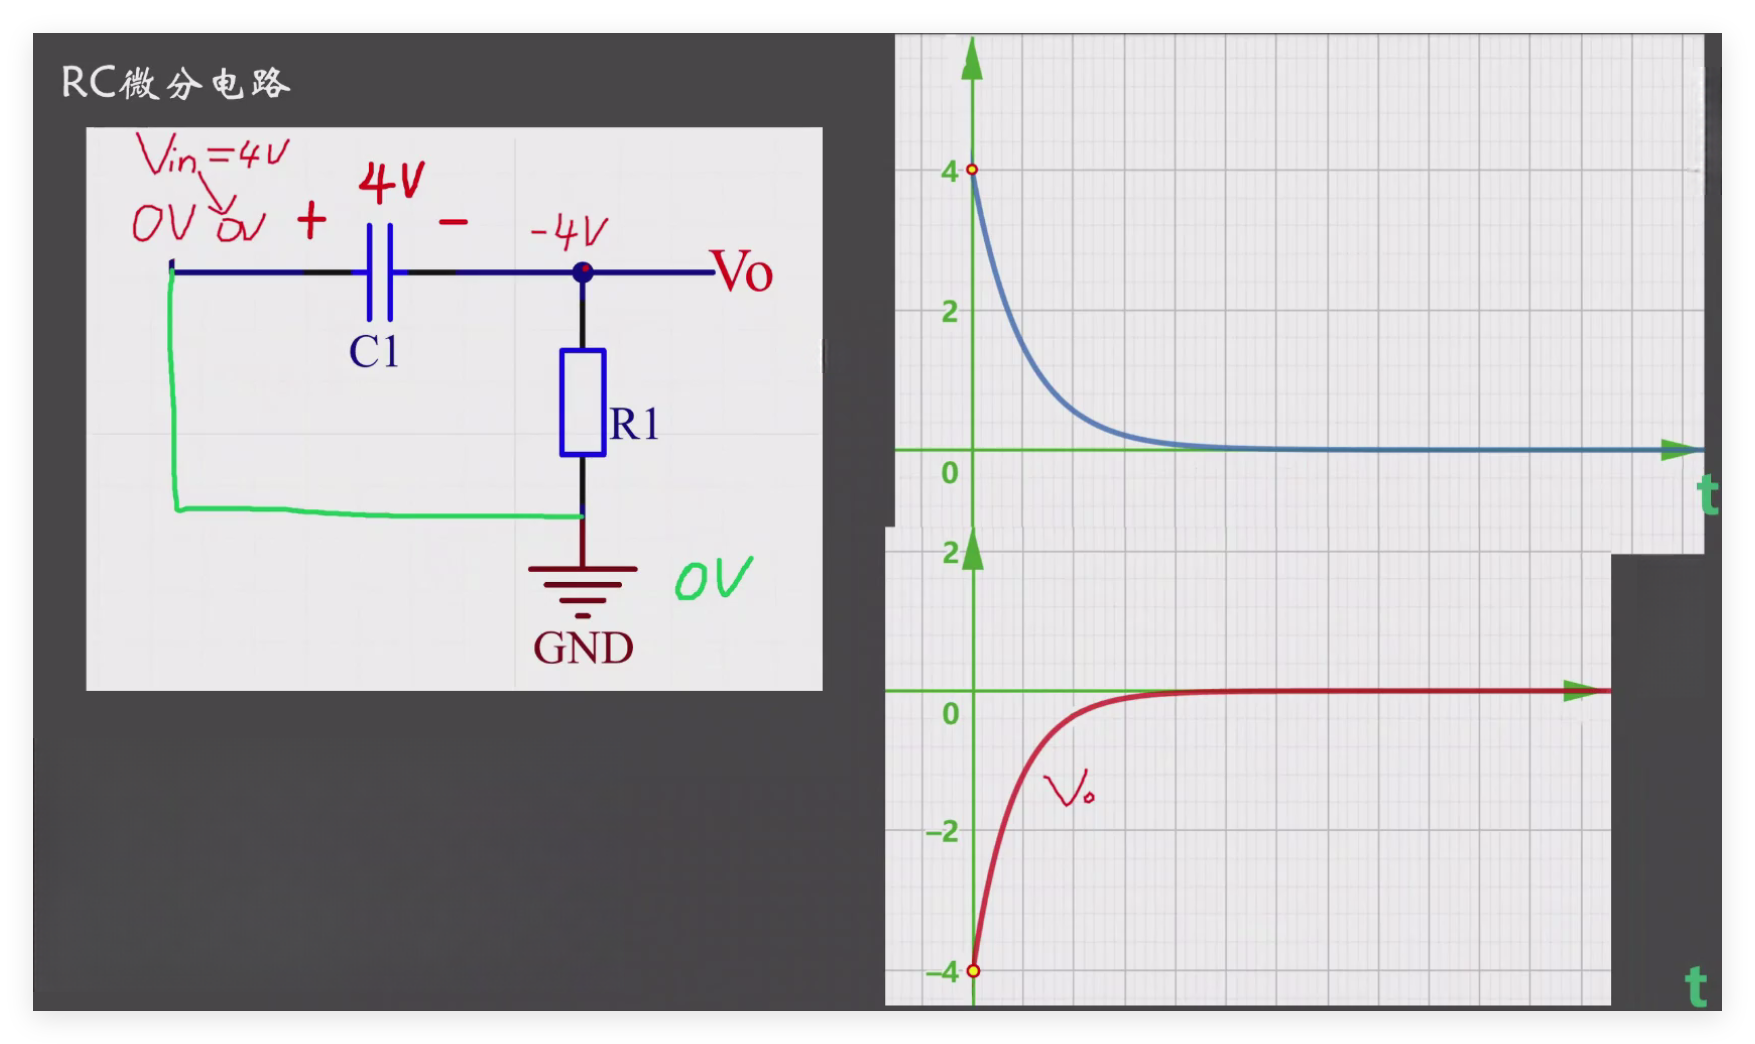 RC微分电路
Vin=4V
0V 0V + 4V - -4V
Vo
C1
R1
0V
GND
4
2
0
t
2
0
Vo
-2
-4
t